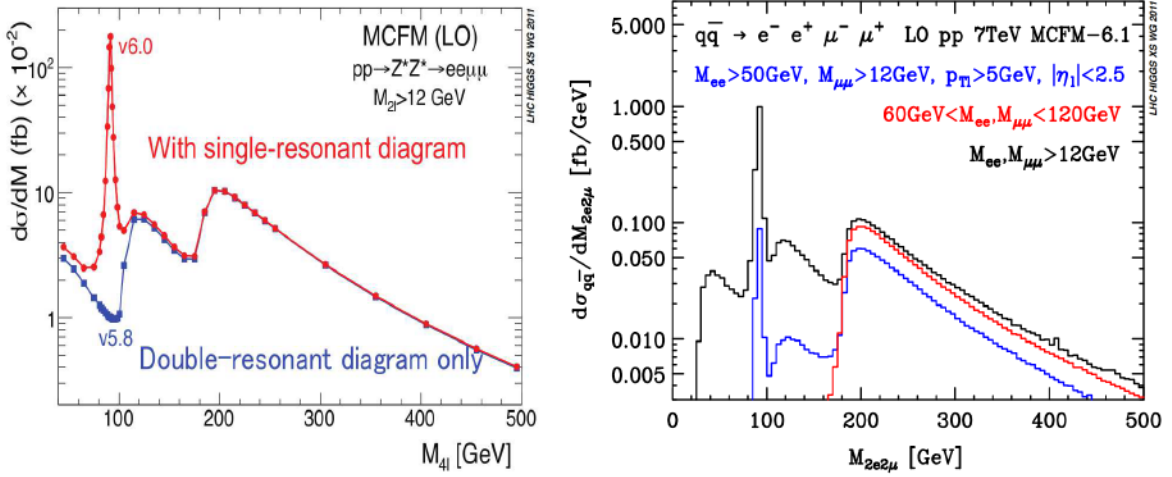 MCFM (LO)
pp→Z*Z*→eeμμ
M2l>12 GeV
v6.0
With single-resonant diagram
v5.8
Double-resonant diagram only
dσ/dM (fb) (× 10⁻²)
10²
10
1
100
200
300
400
500
M4l [GeV]
LHC HIGGS XS WG 2011
qq̅ → e⁻ e⁺ μ⁻ μ⁺ LO pp 7TeV MCFM-6.1
Mee>50GeV, Mμμ>12GeV, pTl>5GeV, |ηl|<2.5
60GeV<Mee,Mμμ<120GeV
Mee,Mμμ>12GeV
dσqq̅/dM2e2μ [fb/GeV]
5.000
1.000
0.500
0.100
0.050
0.010
0.005
0
100
200
300
400
500
M2e2μ [GeV]
LHC HIGGS XS WG 2011